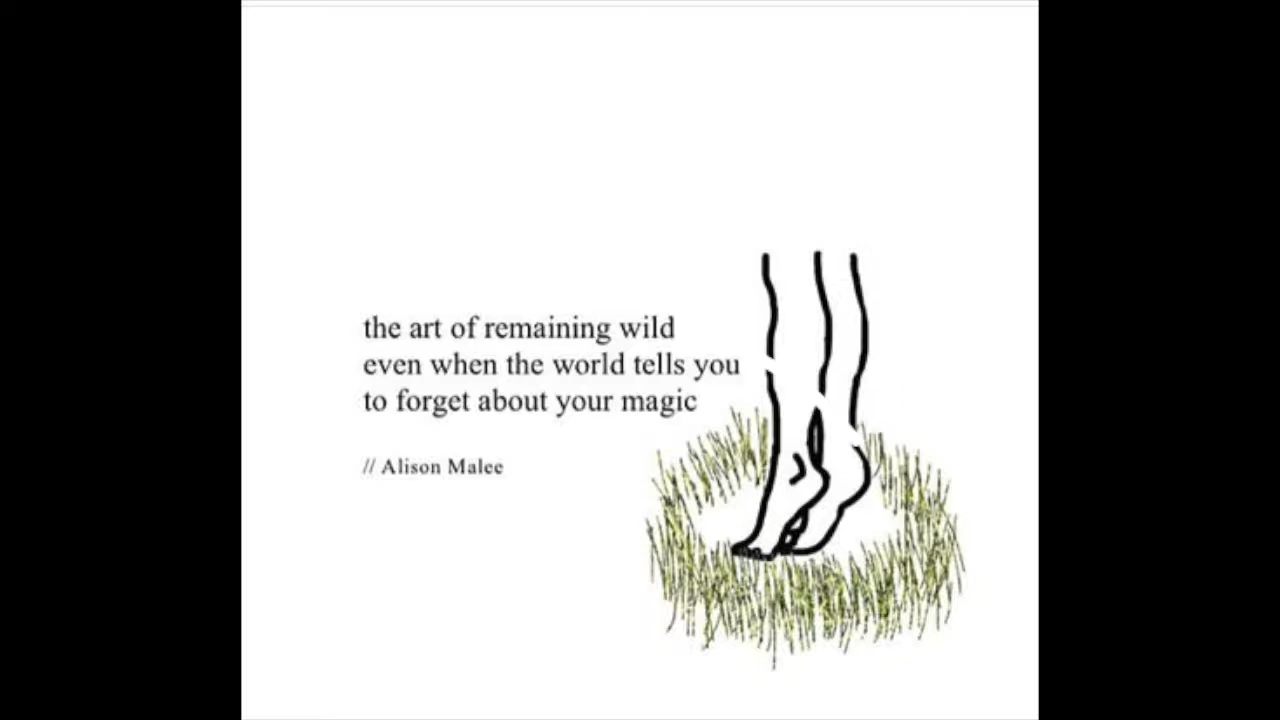 the art of remaining wild
even when the world tells you
to forget about your magic
// Alison Malee